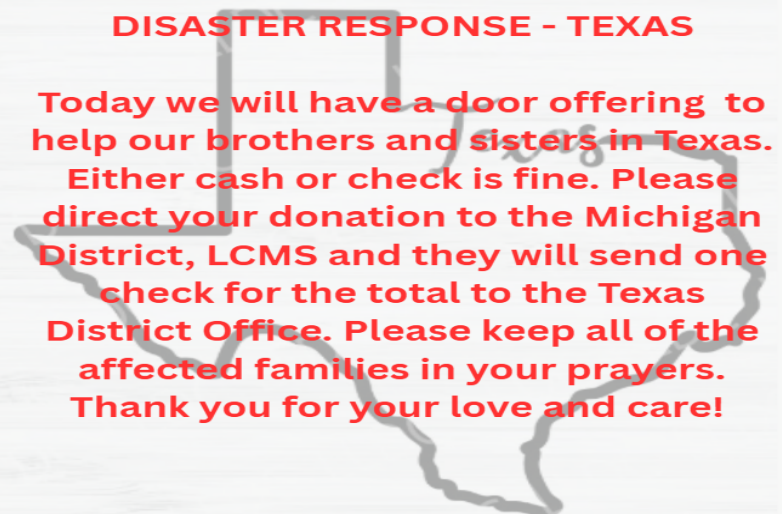 DISASTER RESPONSE - TEXAS
Today we will have a door offering to
help our brothers and sisters in Texas.
Either cash or check is fine. Please
direct your donation to the Michigan
District, LCMS and they will send one
check for the total to the Texas
District Office. Please keep all of the
affected families in your prayers.
Thank you for your love and care!
Texas